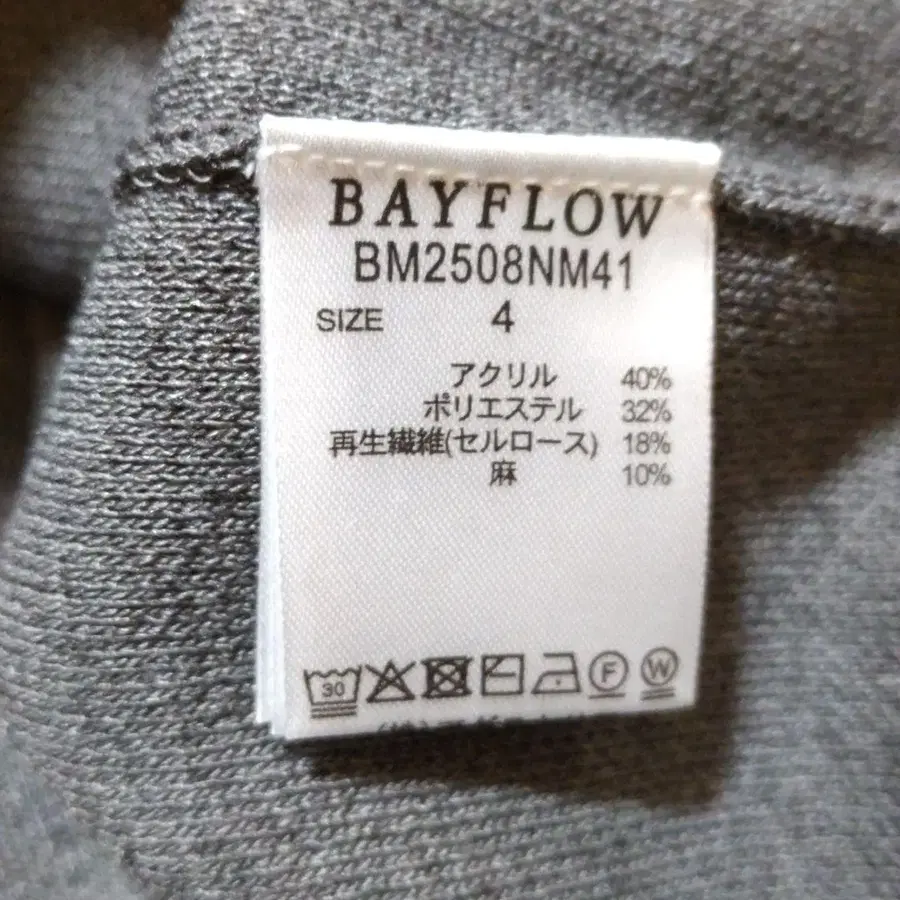 BAYFLOW
BM2508NM41
SIZE 4
アクリル 40%
ポリエステル 32%
再生繊維(セルロース) 18%
麻 10%
30 F W